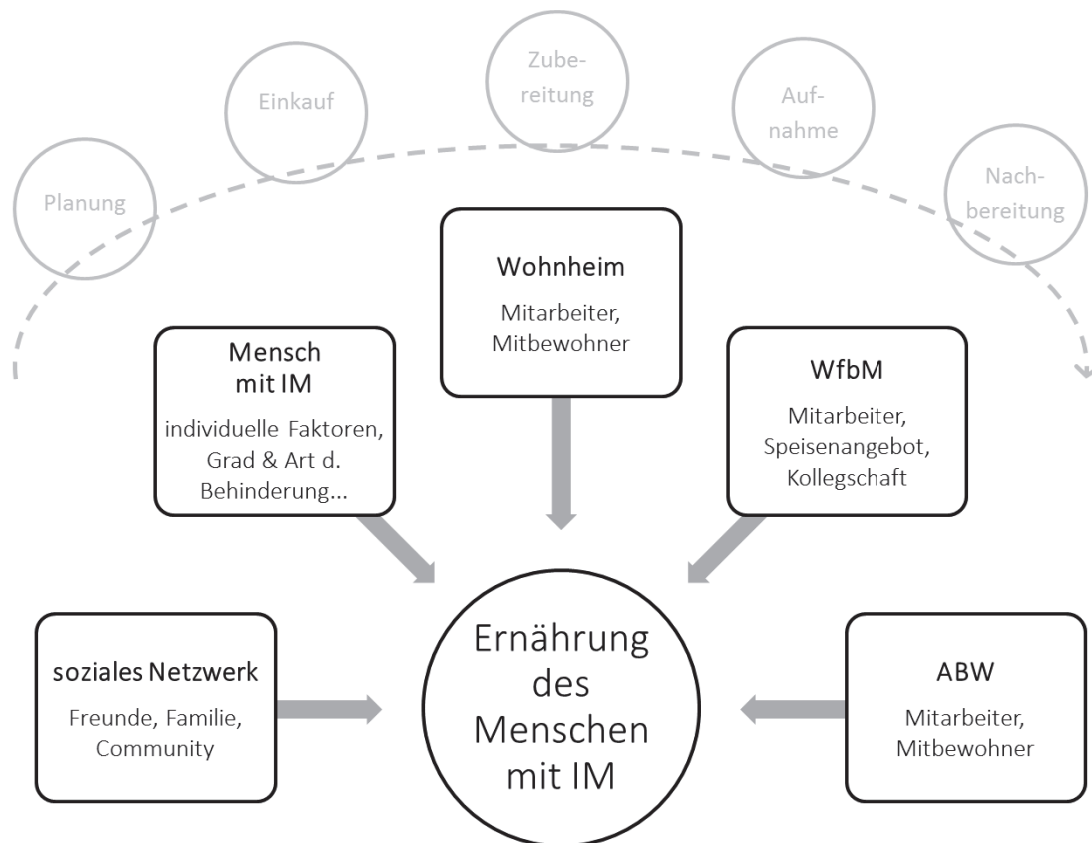 Planung
Einkauf
Zube-
reitung
Auf-
nahme
Nach-
bereitung
Wohnheim
Mitarbeiter,
Mitbewohner
Mensch
mit IM
individuelle Faktoren,
Grad & Art d.
Behinderung...
WfbM
Mitarbeiter,
Speisenangebot,
Kollegschaft
soziales Netzwerk
Freunde, Familie,
Community
Ernährung
des
Menschen
mit IM
ABW
Mitarbeiter,
Mitbewohner